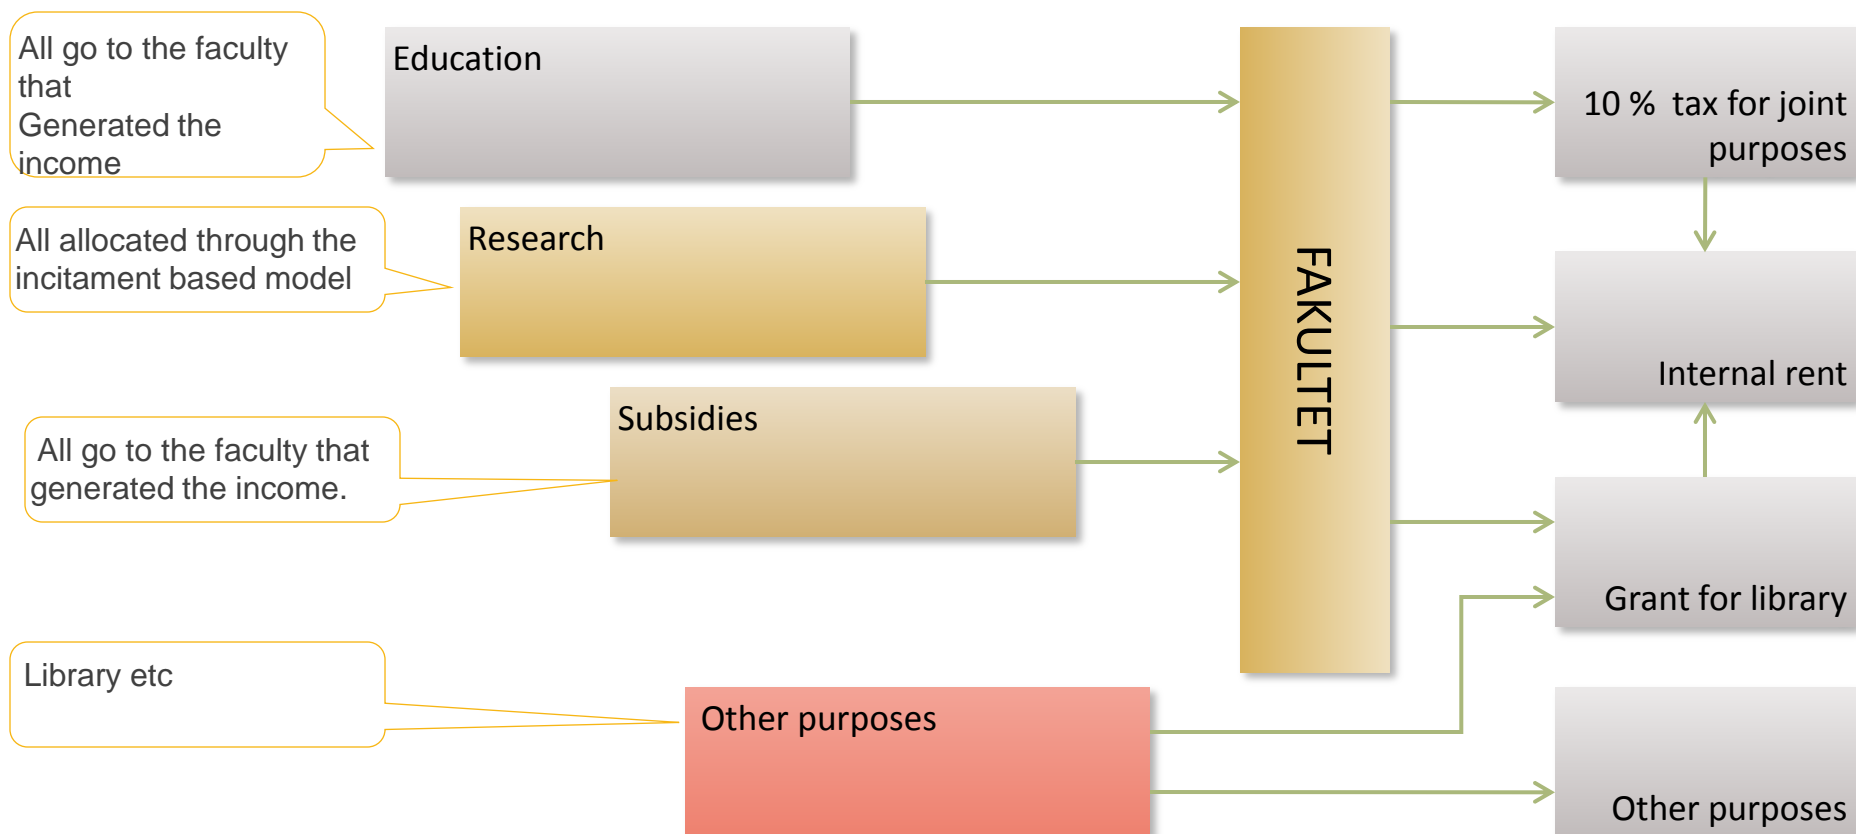 All go to the faculty
that
Generated the
income
Education
10 % tax for joint
purposes
All allocated through the
incitament based model
Research
FAKULTET
Internal rent
All go to the faculty that
generated the income.
Subsidies
Grant for library
Library etc
Other purposes
Other purposes